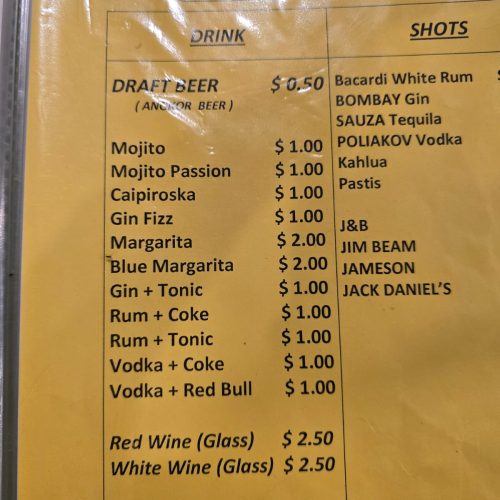 DRINK
DRAFT BEER $ 0.50
( ANGKOR BEER )
Mojito $ 1.00
Mojito Passion $ 1.00
Caipiroska $ 1.00
Gin Fizz $ 1.00
Margarita $ 2.00
Blue Margarita $ 2.00
Gin + Tonic $ 1.00
Rum + Coke $ 1.00
Rum + Tonic $ 1.00
Vodka + Coke $ 1.00
Vodka + Red Bull $ 1.00
Red Wine (Glass) $ 2.50
White Wine (Glass) $ 2.50
SHOTS
Bacardi White Rum
BOMBAY Gin
SAUZA Tequila
POLIAKOV Vodka
Kahlua
Pastis
J&B
JIM BEAM
JAMESON
JACK DANIEL'S